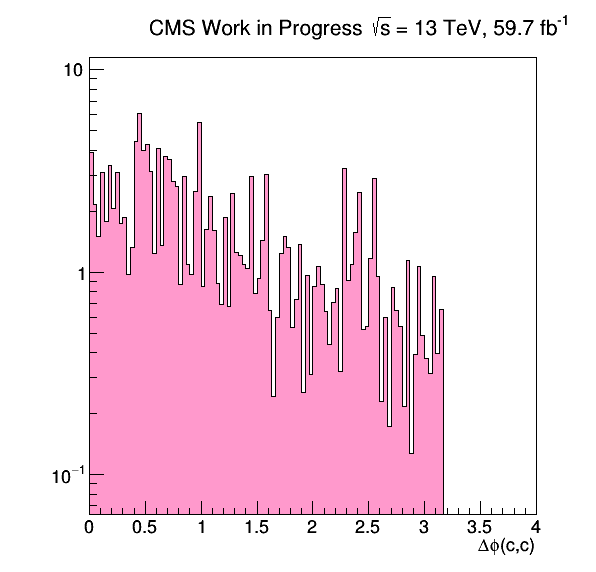 CMS Work in Progress √s = 13 TeV, 59.7 fb⁻¹
10
1
10⁻¹
0 0.5 1 1.5 2 2.5 3 3.5 4
Δϕ(c,c)